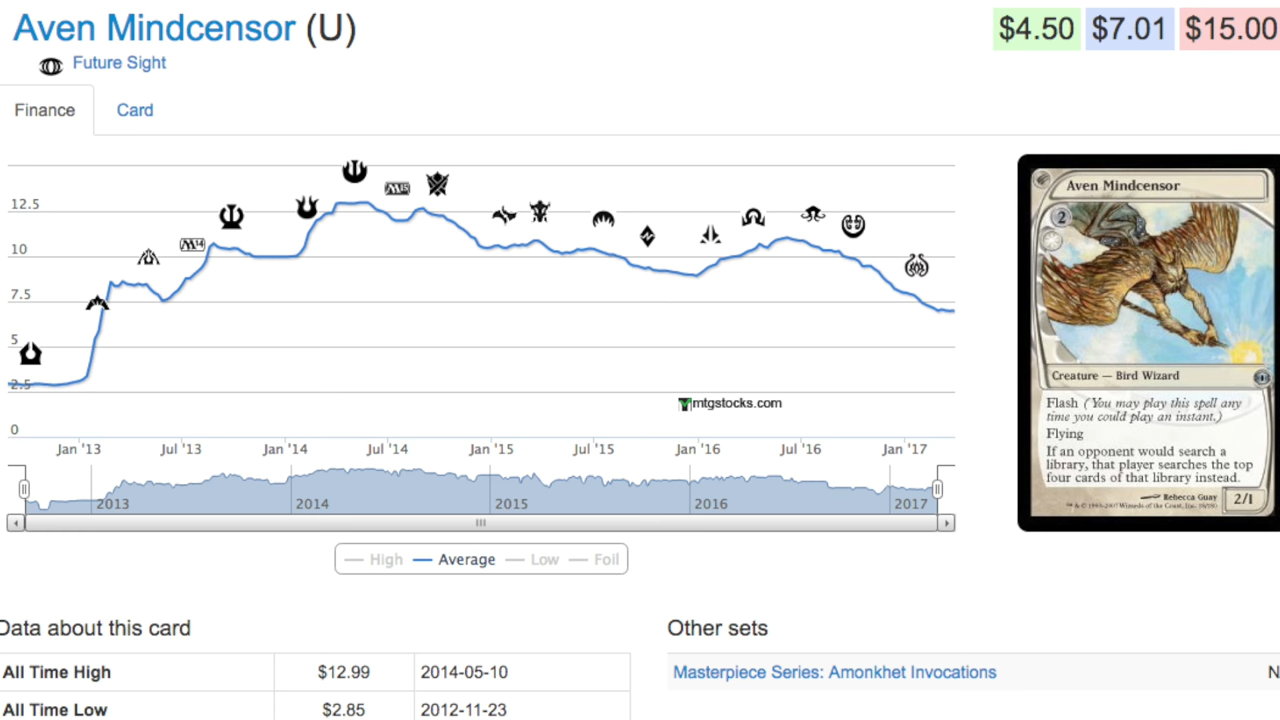 Aven Mindcensor (U)
$4.50 $7.01 $15.00
Future Sight
Finance Card
12.5
10
7.5
5
2.5
0
M14
M15
mtgstocks.com
Jan '13 Jul '13 Jan '14 Jul '14 Jan '15 Jul '15 Jan '16 Jul '16 Jan '17
2013 2014 2015 2016 2017
High Average Low Foil
Aven Mindcensor
2
Creature — Bird Wizard
Flash (You may play this spell any
time you could play an instant.)
Flying
If an opponent would search a
library, that player searches the top
four cards of that library instead.
Rebecca Guay
2/1
Data about this card
All Time High $12.99 2014-05-10
All Time Low $2.85 2012-11-23
Other sets
Masterpiece Series: Amonkhet Invocations N